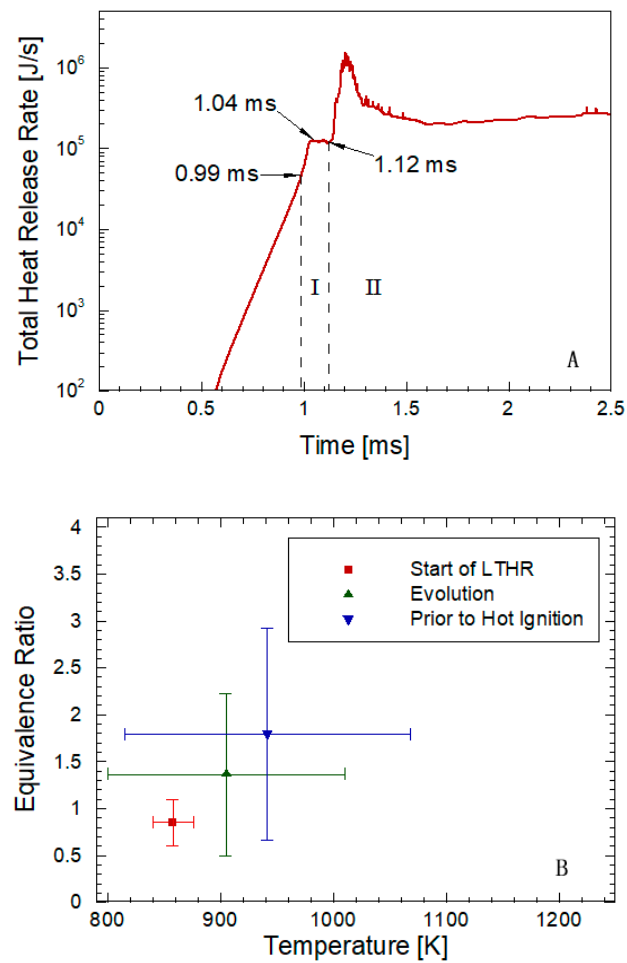 Total Heat Release Rate [J/s]
10^6
10^5
10^4
10^3
10^2
1.04 ms
0.99 ms
1.12 ms
I
II
A
0
0.5
1
1.5
2
2.5
Time [ms]
Equivalence Ratio
4
3.5
3
2.5
2
1.5
1
0.5
0
Start of LTHR
Evolution
Prior to Hot Ignition
B
800
900
1000
1100
1200
Temperature [K]